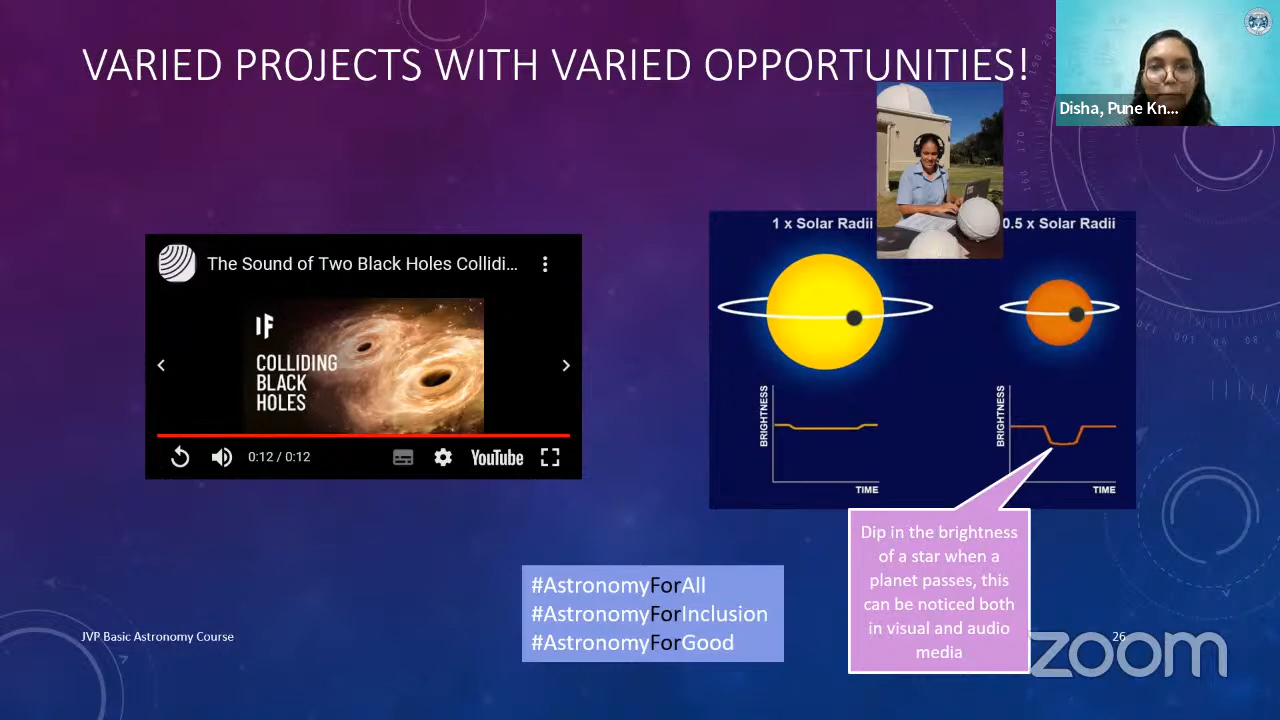 VARIED PROJECTS WITH VARIED OPPORTUNITIES!
Disha, Pune Kn...
The Sound of Two Black Holes Collidi...
IF
COLLIDING
BLACK
HOLES
0:12 / 0:12
YouTube
1 x Solar Radii
0.5 x Solar Radii
BRIGHTNESS
TIME
BRIGHTNESS
TIME
Dip in the brightness
of a star when a
planet passes, this
can be noticed both
in visual and audio
media
#AstronomyForAll
#AstronomyForInclusion
#AstronomyForGood
JVP Basic Astronomy Course
26
zoom